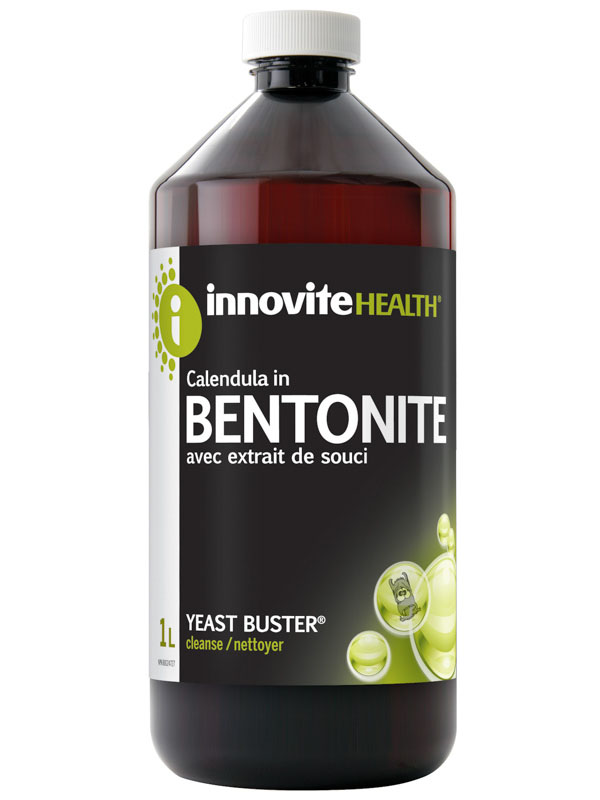 i innoviteHEALTH®
Calendula in
BENTONITE
avec extrait de souci
YEAST BUSTER®
1L cleanse / nettoyer